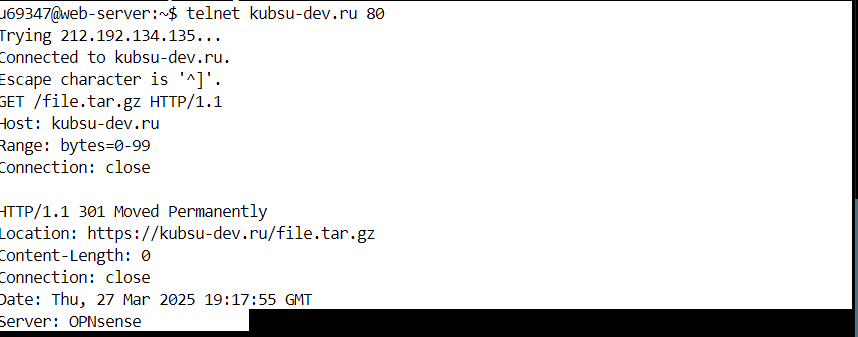 u69347@web-server:~$ telnet kubsu-dev.ru 80
Trying 212.192.134.135...
Connected to kubsu-dev.ru.
Escape character is '^]'.
GET /file.tar.gz HTTP/1.1
Host: kubsu-dev.ru
Range: bytes=0-99
Connection: close

HTTP/1.1 301 Moved Permanently
Location: https://kubsu-dev.ru/file.tar.gz
Content-Length: 0
Connection: close
Date: Thu, 27 Mar 2025 19:17:55 GMT
Server: OPNsense